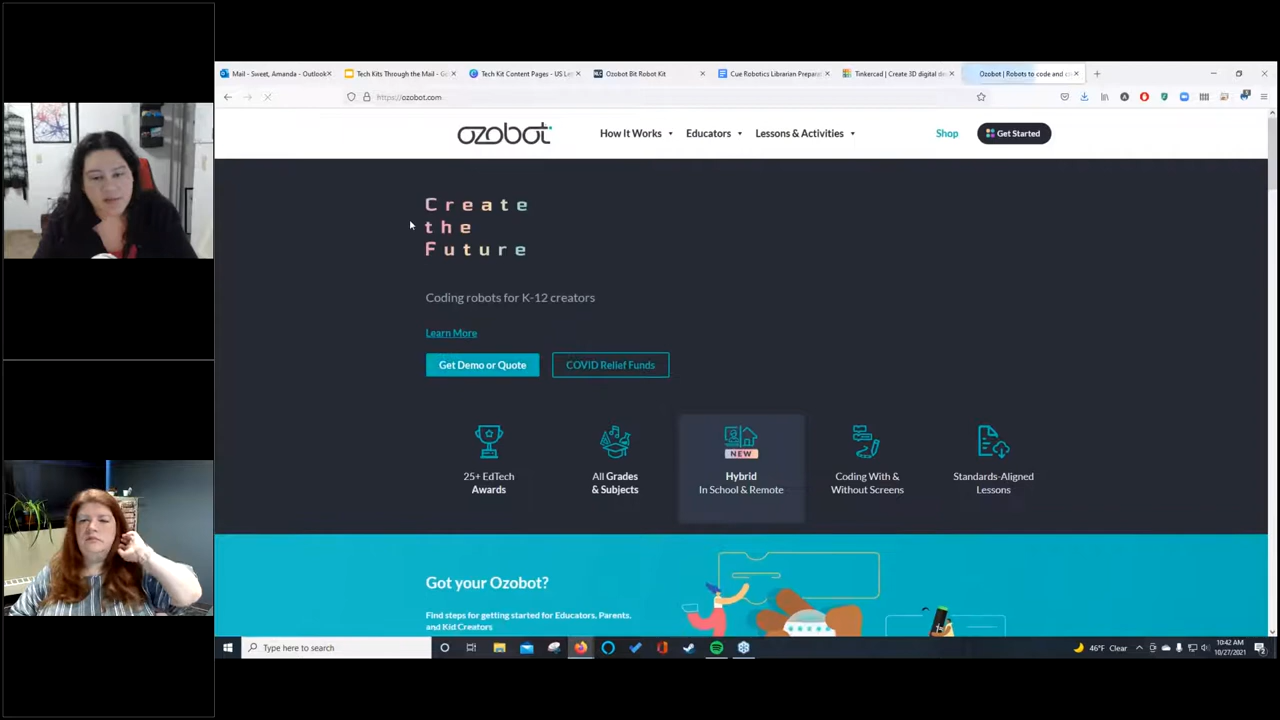 Mail - Sweet, Amanda - Outlook
Tech Kits Through the Mail - Go
Tech Kit Content Pages - US Let
Ozobot Bit Robot Kit
Cue Robotics Librarian Preparat
Tinkercad | Create 3D digital de
Ozobot | Robots to code and cr
https://ozobot.com
ozobot
How It Works
Educators
Lessons & Activities
Shop
Get Started
Create
the
Future
Coding robots for K-12 creators
Learn More
Get Demo or Quote
COVID Relief Funds
25+ EdTech
Awards
All Grades
& Subjects
NEW
Hybrid
In School & Remote
Coding With &
Without Screens
Standards-Aligned
Lessons
Got your Ozobot?
Find steps for getting started for Educators, Parents,
and Kid Creators
Type here to search
46°F Clear
10:42 AM
10/27/2021